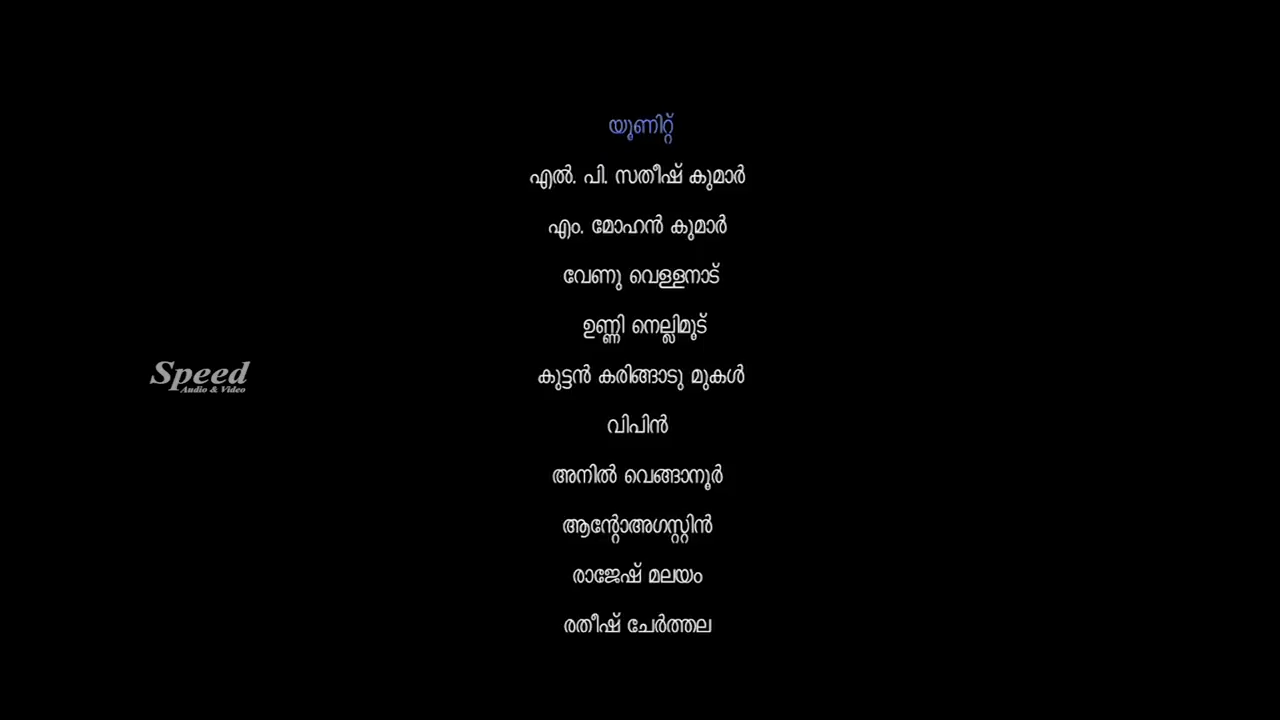 യൂണിറ്റ്
എൽ. പി. സതീഷ് കുമാർ
എം. മോഹൻ കുമാർ
വേണു വെള്ളനാട്
ഉണ്ണി നെല്ലിമൂട്
Speed
Audio & Video
കുട്ടൻ കരിങ്ങാടു മുകൾ
വിപിൻ
അനിൽ വെങ്ങാനൂർ
ആന്റോഅഗസ്റ്റിൻ
രാജേഷ് മലയം
രതീഷ് ചേർത്തല